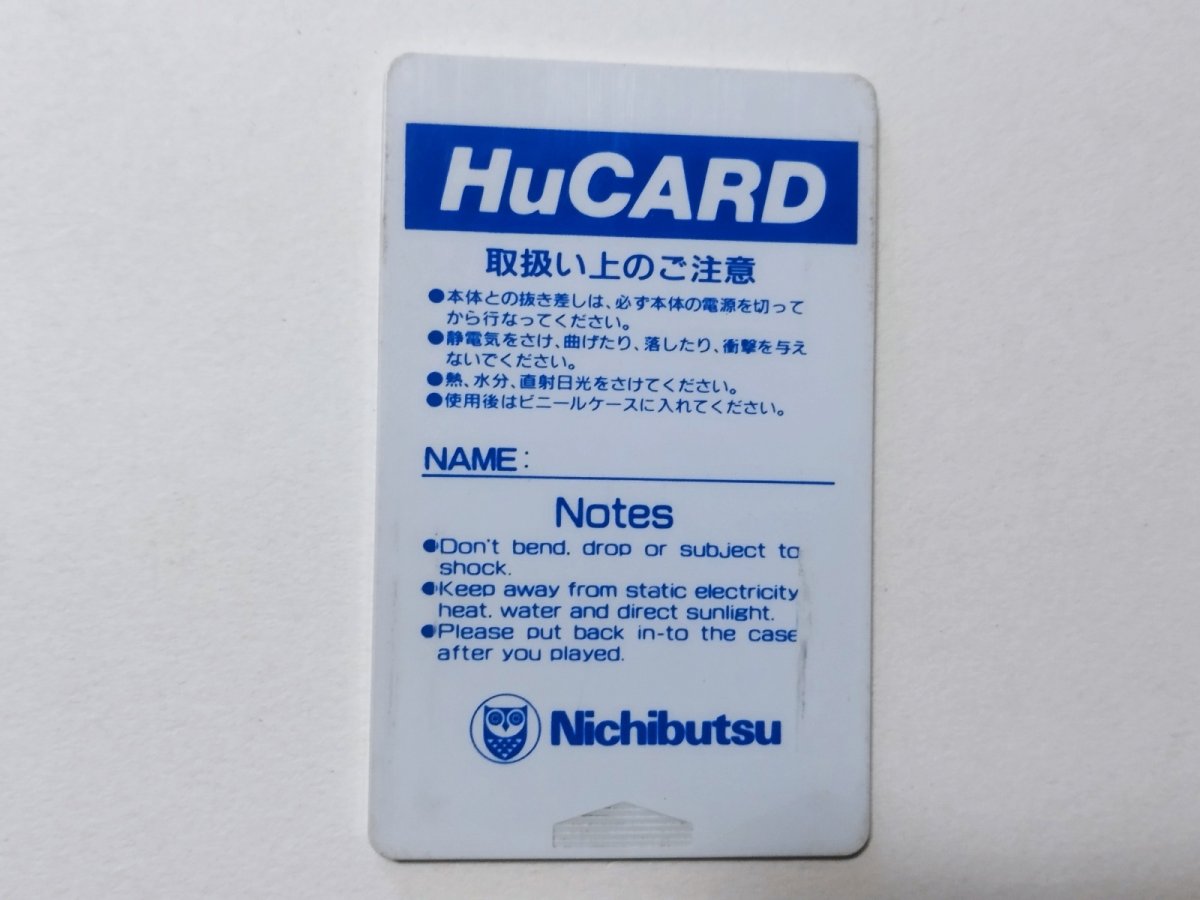 HuCARD
取扱い上のご注意
●本体との抜き差しは、必ず本体の電源を切って
から行なってください。
●静電気をさけ、曲げたり、落したり、衝撃を与え
ないでください。
●熱、水分、直射日光をさけてください。
●使用後はビニールケースに入れてください。
NAME:
Notes
●Don't bend, drop or subject to
shock.
●Keep away from static electricity
heat, water and direct sunlight.
●Please put back in-to the case
after you played.
Nichibutsu